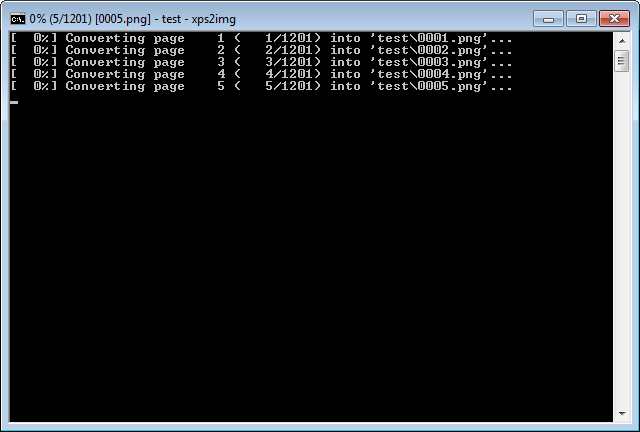 0% (5/1201) [0005.png] - test - xps2img
[  0%] Converting page    1 (   1/1201) into 'test\0001.png'...
[  0%] Converting page    2 (   2/1201) into 'test\0002.png'...
[  0%] Converting page    3 (   3/1201) into 'test\0003.png'...
[  0%] Converting page    4 (   4/1201) into 'test\0004.png'...
[  0%] Converting page    5 (   5/1201) into 'test\0005.png'...